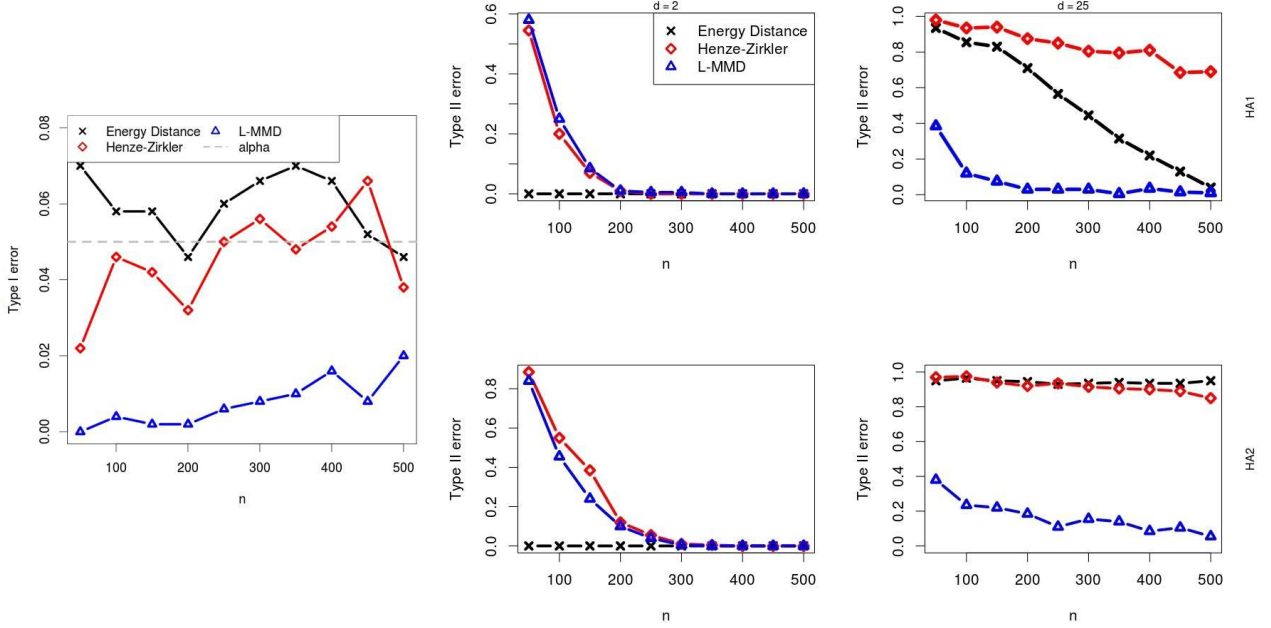 Energy Distance
Henze-Zirkler
L-MMD
alpha
Type I error
0.00
0.02
0.04
0.06
0.08
100
200
300
400
500
n
d = 2
Energy Distance
Henze-Zirkler
L-MMD
Type II error
0.0
0.2
0.4
0.6
100
200
300
400
500
n
d = 25
Type II error
0.0
0.2
0.4
0.6
0.8
1.0
100
200
300
400
500
n
HA1
Type II error
0.0
0.2
0.4
0.6
0.8
100
200
300
400
500
n
Type II error
0.0
0.2
0.4
0.6
0.8
1.0
100
200
300
400
500
n
HA2